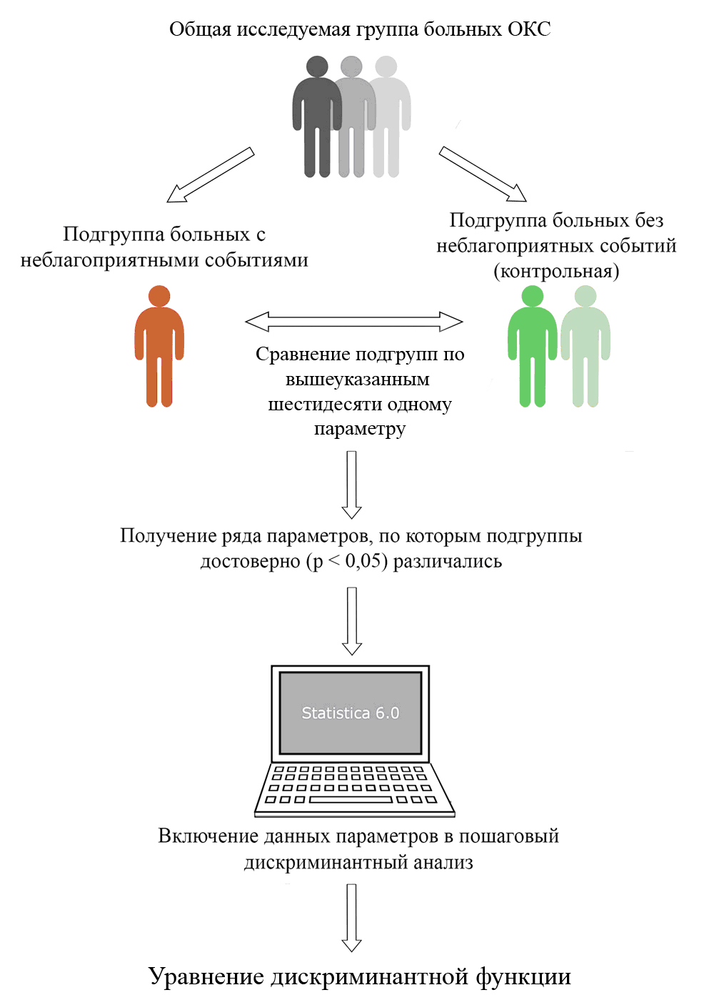 Общая исследуемая группа больных ОКС
Подгруппа больных с
неблагоприятными событиями
Подгруппа больных без
неблагоприятных событий
(контрольная)
Сравнение подгрупп по
вышеуказанным
шестидесяти одному
параметру
Получение ряда параметров, по которым подгруппы
достоверно (p < 0,05) различались
Statistica 6.0
Включение данных параметров в пошаговый
дискриминантный анализ
Уравнение дискриминантной функции